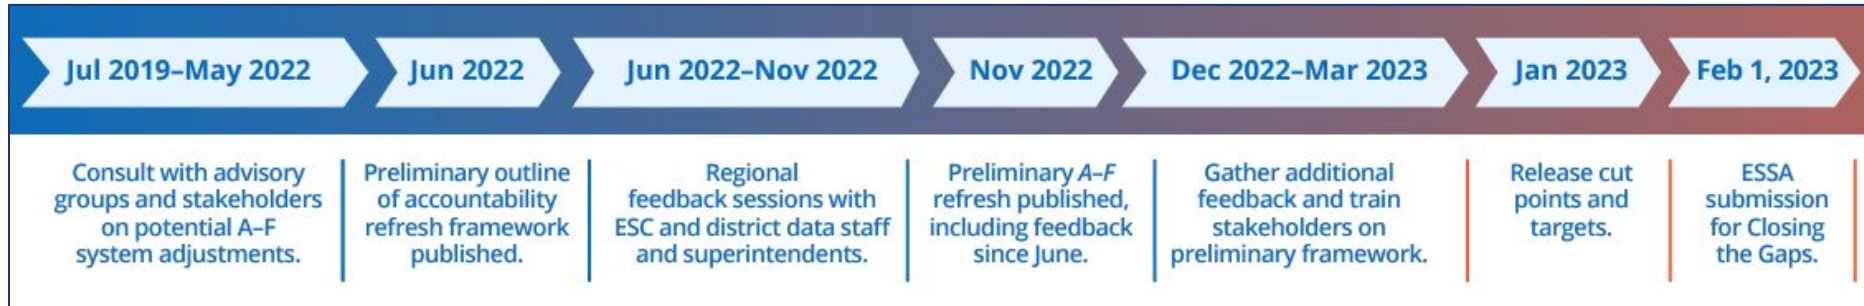 Jul 2019–May 2022
Jun 2022
Jun 2022–Nov 2022
Nov 2022
Dec 2022–Mar 2023
Jan 2023
Feb 1, 2023
Consult with advisory
groups and stakeholders
on potential A–F
system adjustments.
Preliminary outline
of accountability
refresh framework
published.
Regional
feedback sessions with
ESC and district data staff
and superintendents.
Preliminary A–F
refresh published,
including feedback
since June.
Gather additional
feedback and train
stakeholders on
preliminary framework.
Release cut
points and
targets.
ESSA
submission
for Closing
the Gaps.